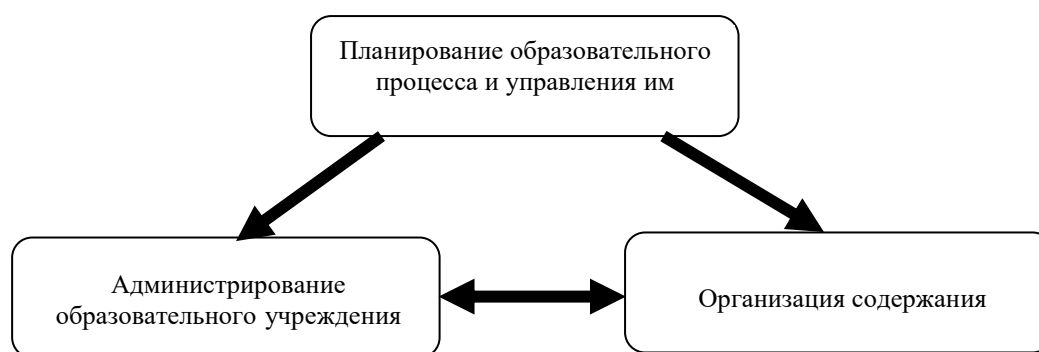 Планирование образовательного
процесса и управления им
Администрирование
образовательного учреждения
Организация содержания